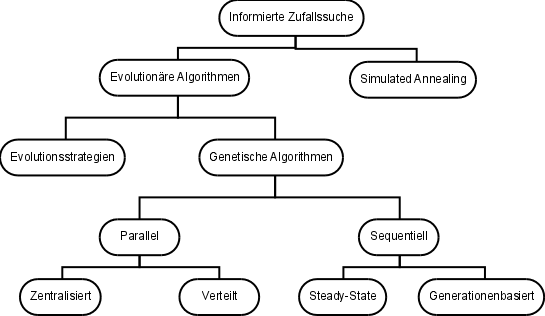 Informierte Zufallssuche
Evolutionäre Algorithmen
Simulated Annealing
Evolutionsstrategien
Genetische Algorithmen
Parallel
Sequentiell
Zentralisiert
Verteilt
Steady-State
Generationenbasiert